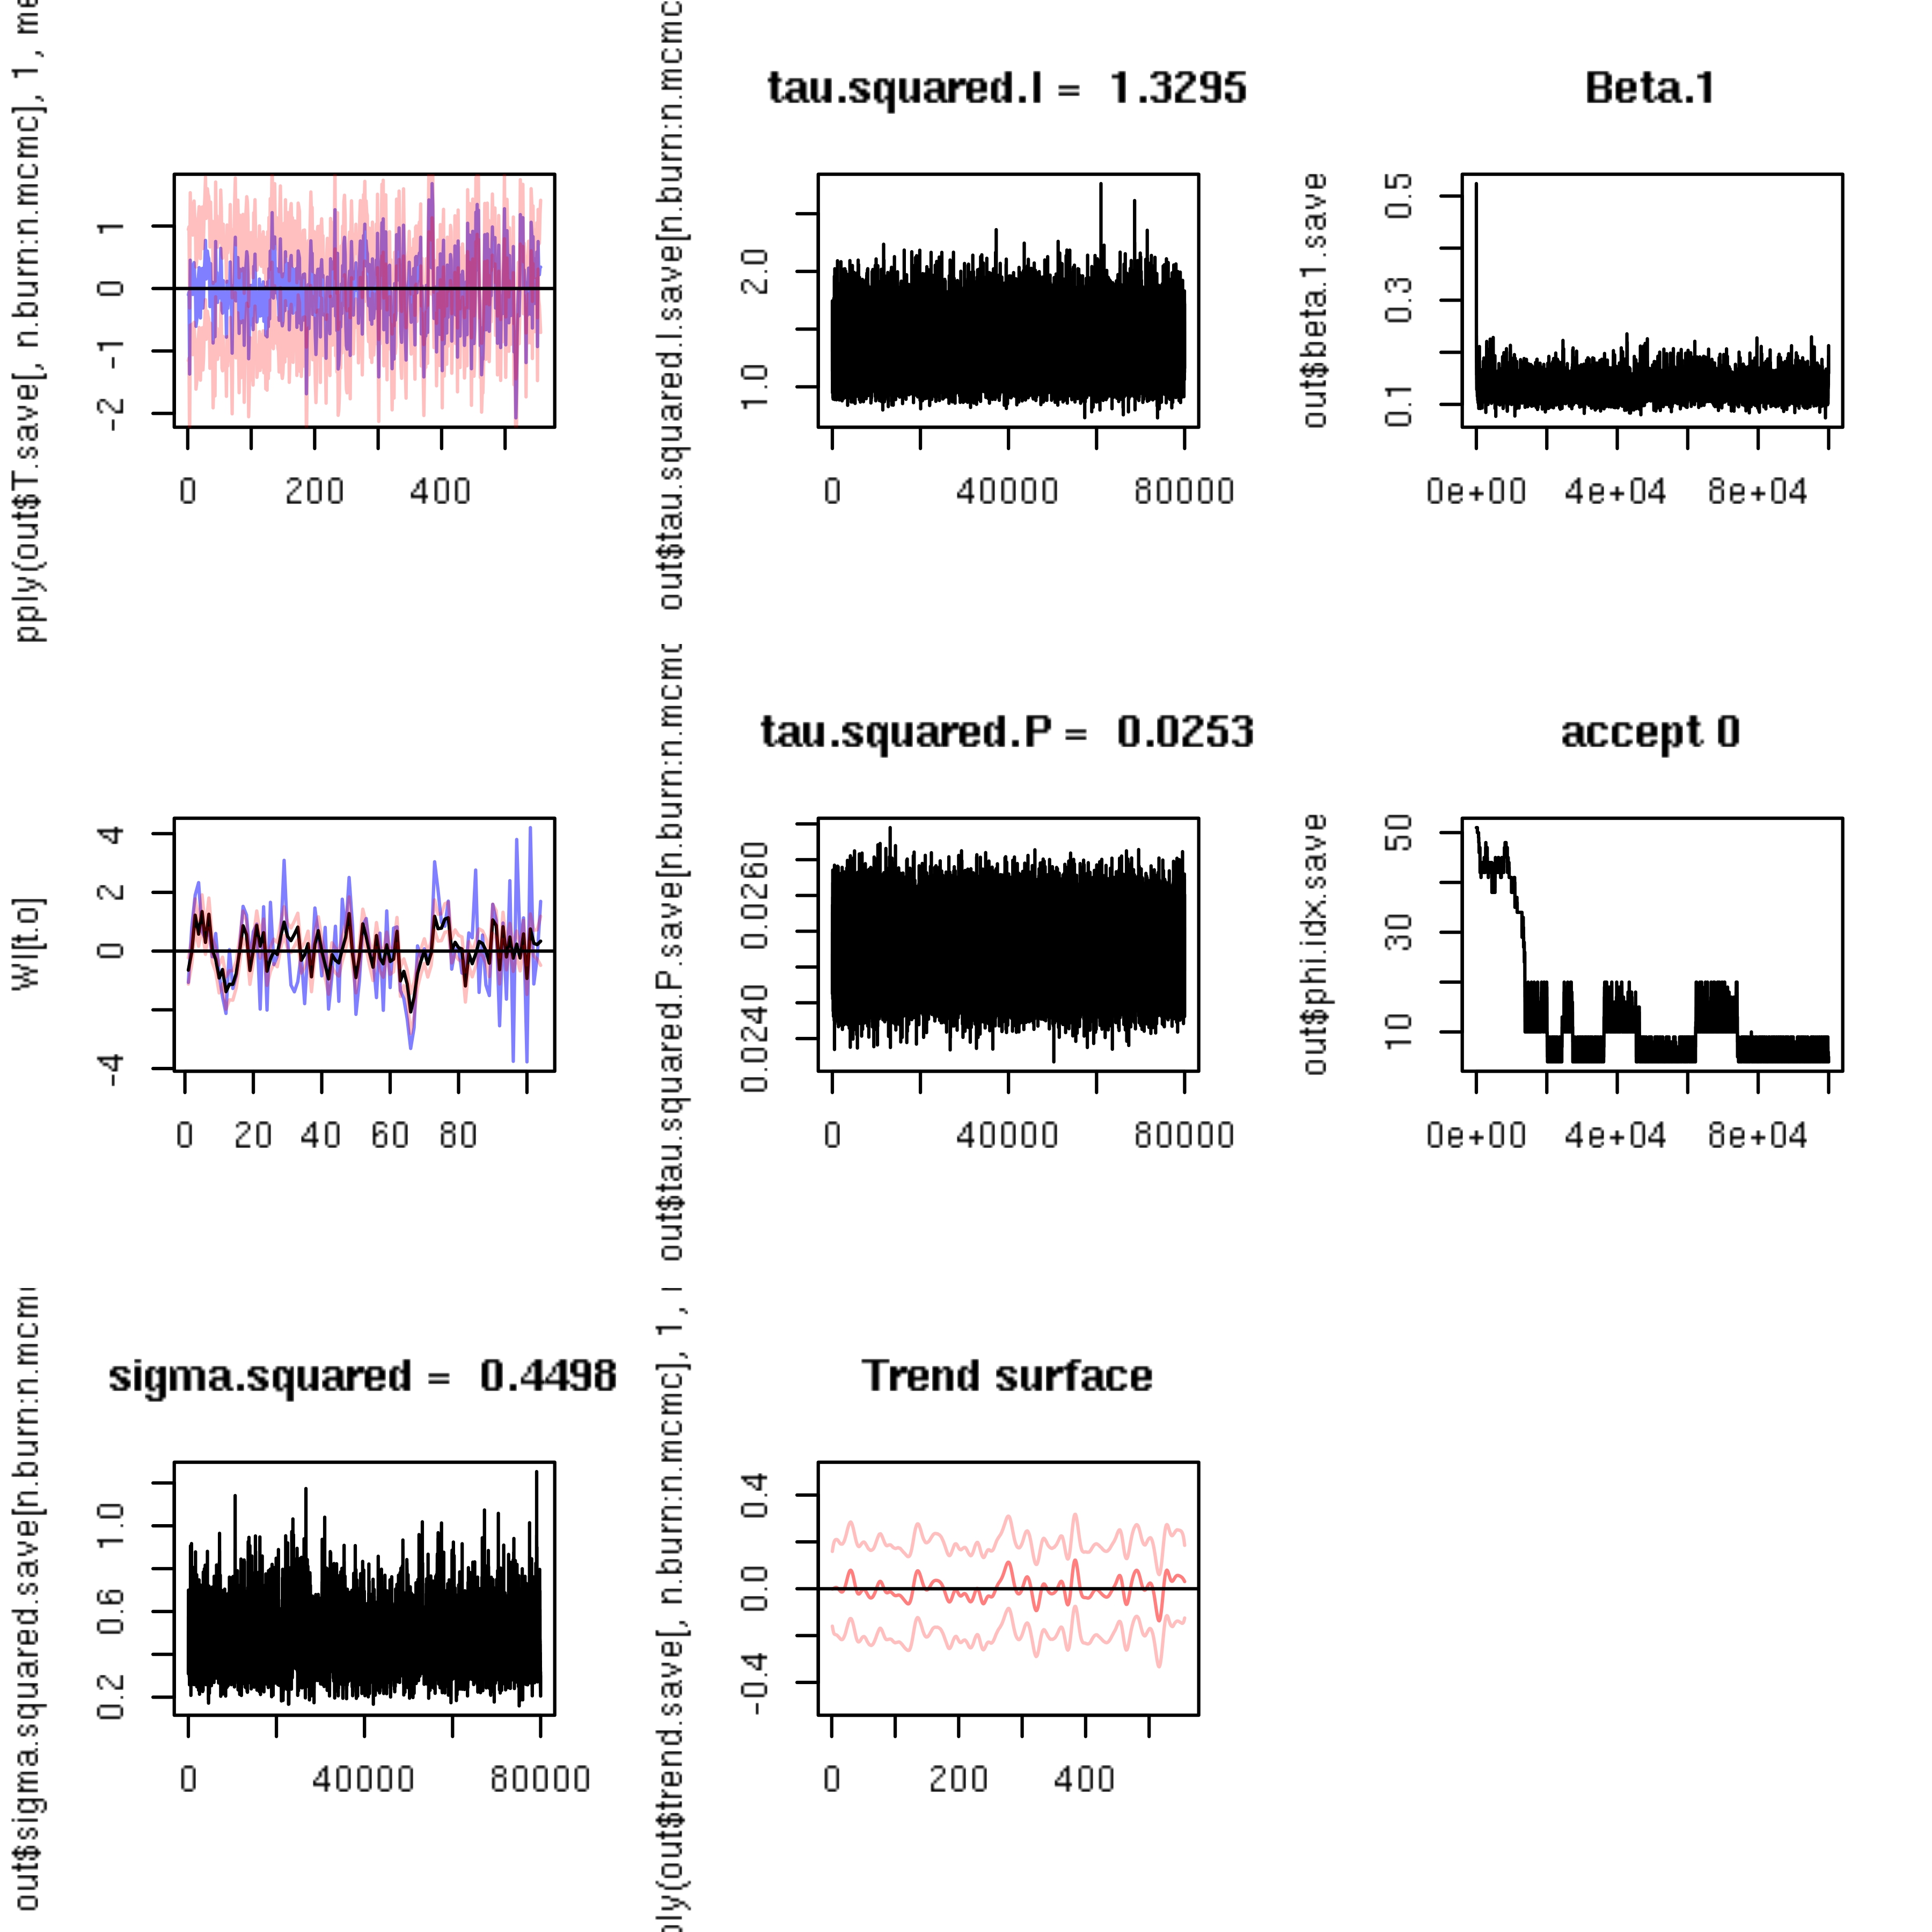 pply(out$T.save[, n.burn:n.mcmc], 1, me
1
0
-1
-2
0 200 400
tau.squared.I = 1.3295
out$tau.squared.I.save[n.burn:n.mcmc
2.0
1.0
0 40000 80000
Beta.1
out$beta.1.save
0.5
0.3
0.1
0e+00 4e+04 8e+04
WI[t.o]
4
2
0
-4
0 20 40 60 80
tau.squared.P = 0.0253
out$tau.squared.P.save[n.burn:n.mcmc
0.0260
0.0240
0 40000 80000
accept 0
out$phi.idx.save
50
30
10
0e+00 4e+04 8e+04
sigma.squared = 0.4498
out$sigma.squared.save[n.burn:n.mcmc
1.0
0.6
0.2
0 40000 80000
Trend surface
ply(out$trend.save[, n.burn:n.mcmc], 1,
0.4
0.0
-0.4
0 200 400